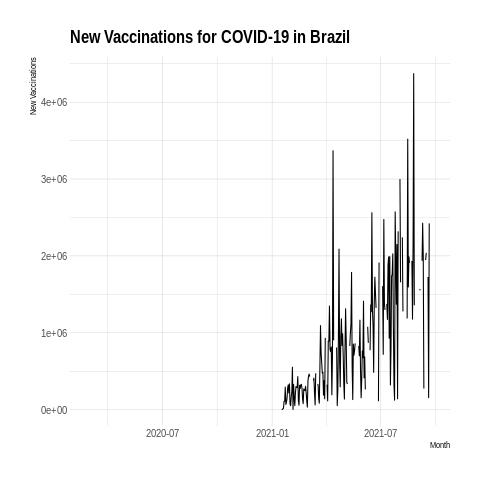 New Vaccinations for COVID-19 in Brazil
New Vaccinations
4e+06
3e+06
2e+06
1e+06
0e+00
2020-07
2021-01
2021-07
Month